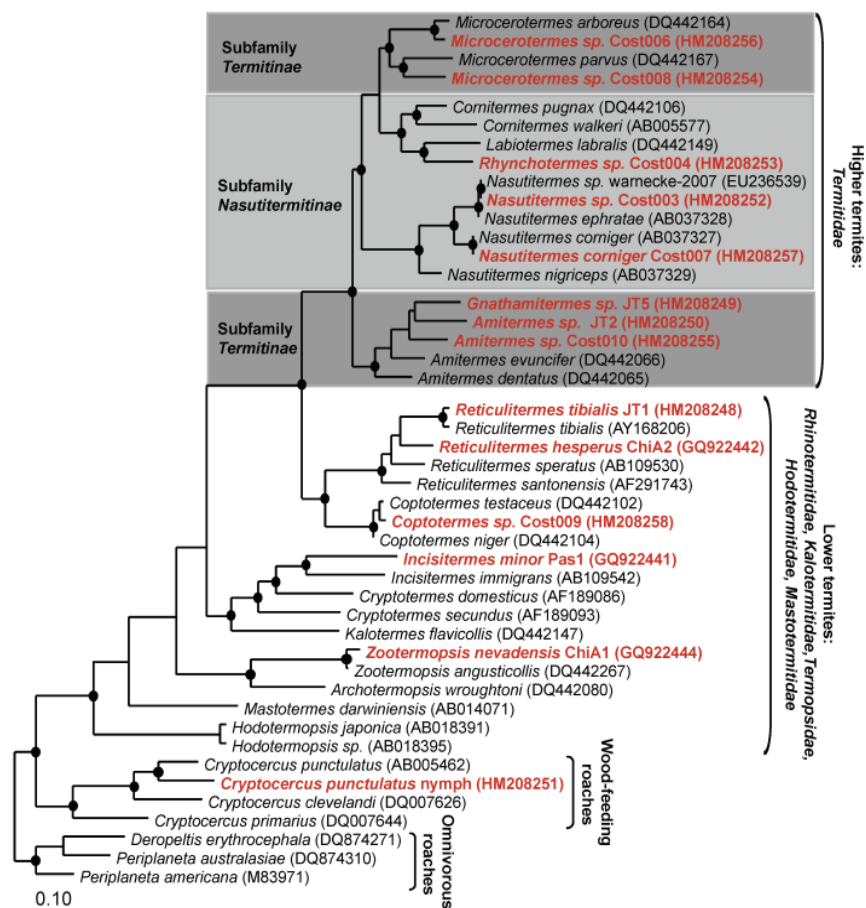 Subfamily
Termitinae
Microcerotermes arboreus (DQ442164)
Microcerotermes sp. Cost006 (HM208256)
Microcerotermes parvus (DQ442167)
Microcerotermes sp. Cost008 (HM208254)
Subfamily
Nasutitermitinae
Cornitermes pugnax (DQ442106)
Cornitermes walkeri (AB005577)
Labiotermes labralis (DQ442149)
Rhynchotermes sp. Cost004 (HM208253)
Nasutitermes sp. warnecke-2007 (EU236539)
Nasutitermes sp. Cost003 (HM208252)
Nasutitermes ephratae (AB037328)
Nasutitermes corniger (AB037327)
Nasutitermes corniger Cost007 (HM208257)
Nasutitermes nigriceps (AB037329)
Subfamily
Termitinae
Gnathamitermes sp. JT5 (HM208249)
Amitermes sp. JT2 (HM208250)
Amitermes sp. Cost010 (HM208255)
Amitermes evuncifer (DQ442066)
Amitermes dentatus (DQ442065)
Higher termites:
Termitidae
Reticulitermes tibialis JT1 (HM208248)
Reticulitermes tibialis (AY168206)
Reticulitermes hesperus ChiA2 (GQ922442)
Reticulitermes speratus (AB109530)
Reticulitermes santonensis (AF291743)
Coptotermes testaceus (DQ442102)
Coptotermes sp. Cost009 (HM208258)
Coptotermes niger (DQ442104)
Incisitermes minor Pas1 (GQ922441)
Incisitermes immigrans (AB109542)
Cryptotermes domesticus (AF189086)
Cryptotermes secundus (AF189093)
Kalotermes flavicollis (DQ442147)
Zootermopsis nevadensis ChiA1 (GQ922444)
Zootermopsis angusticollis (DQ442267)
Archotermopsis wroughtoni (DQ442080)
Mastotermes darwiniensis (AB014071)
Hodotermopsis japonica (AB018391)
Hodotermopsis sp. (AB018395)
Lower termites:
Rhinotermitidae, Kalotermitidae, Termopsidae,
Hodotermitidae, Mastotermitidae
Cryptocercus punctulatus (AB005462)
Cryptocercus punctulatus nymph (HM208251)
Cryptocercus clevelandi (DQ007626)
Cryptocercus primarius (DQ007644)
Wood-feeding
roaches
Deropeltis erythrocephala (DQ874271)
Periplaneta australasiae (DQ874310)
Periplaneta americana (M83971)
Omnivorous
roaches
0.10